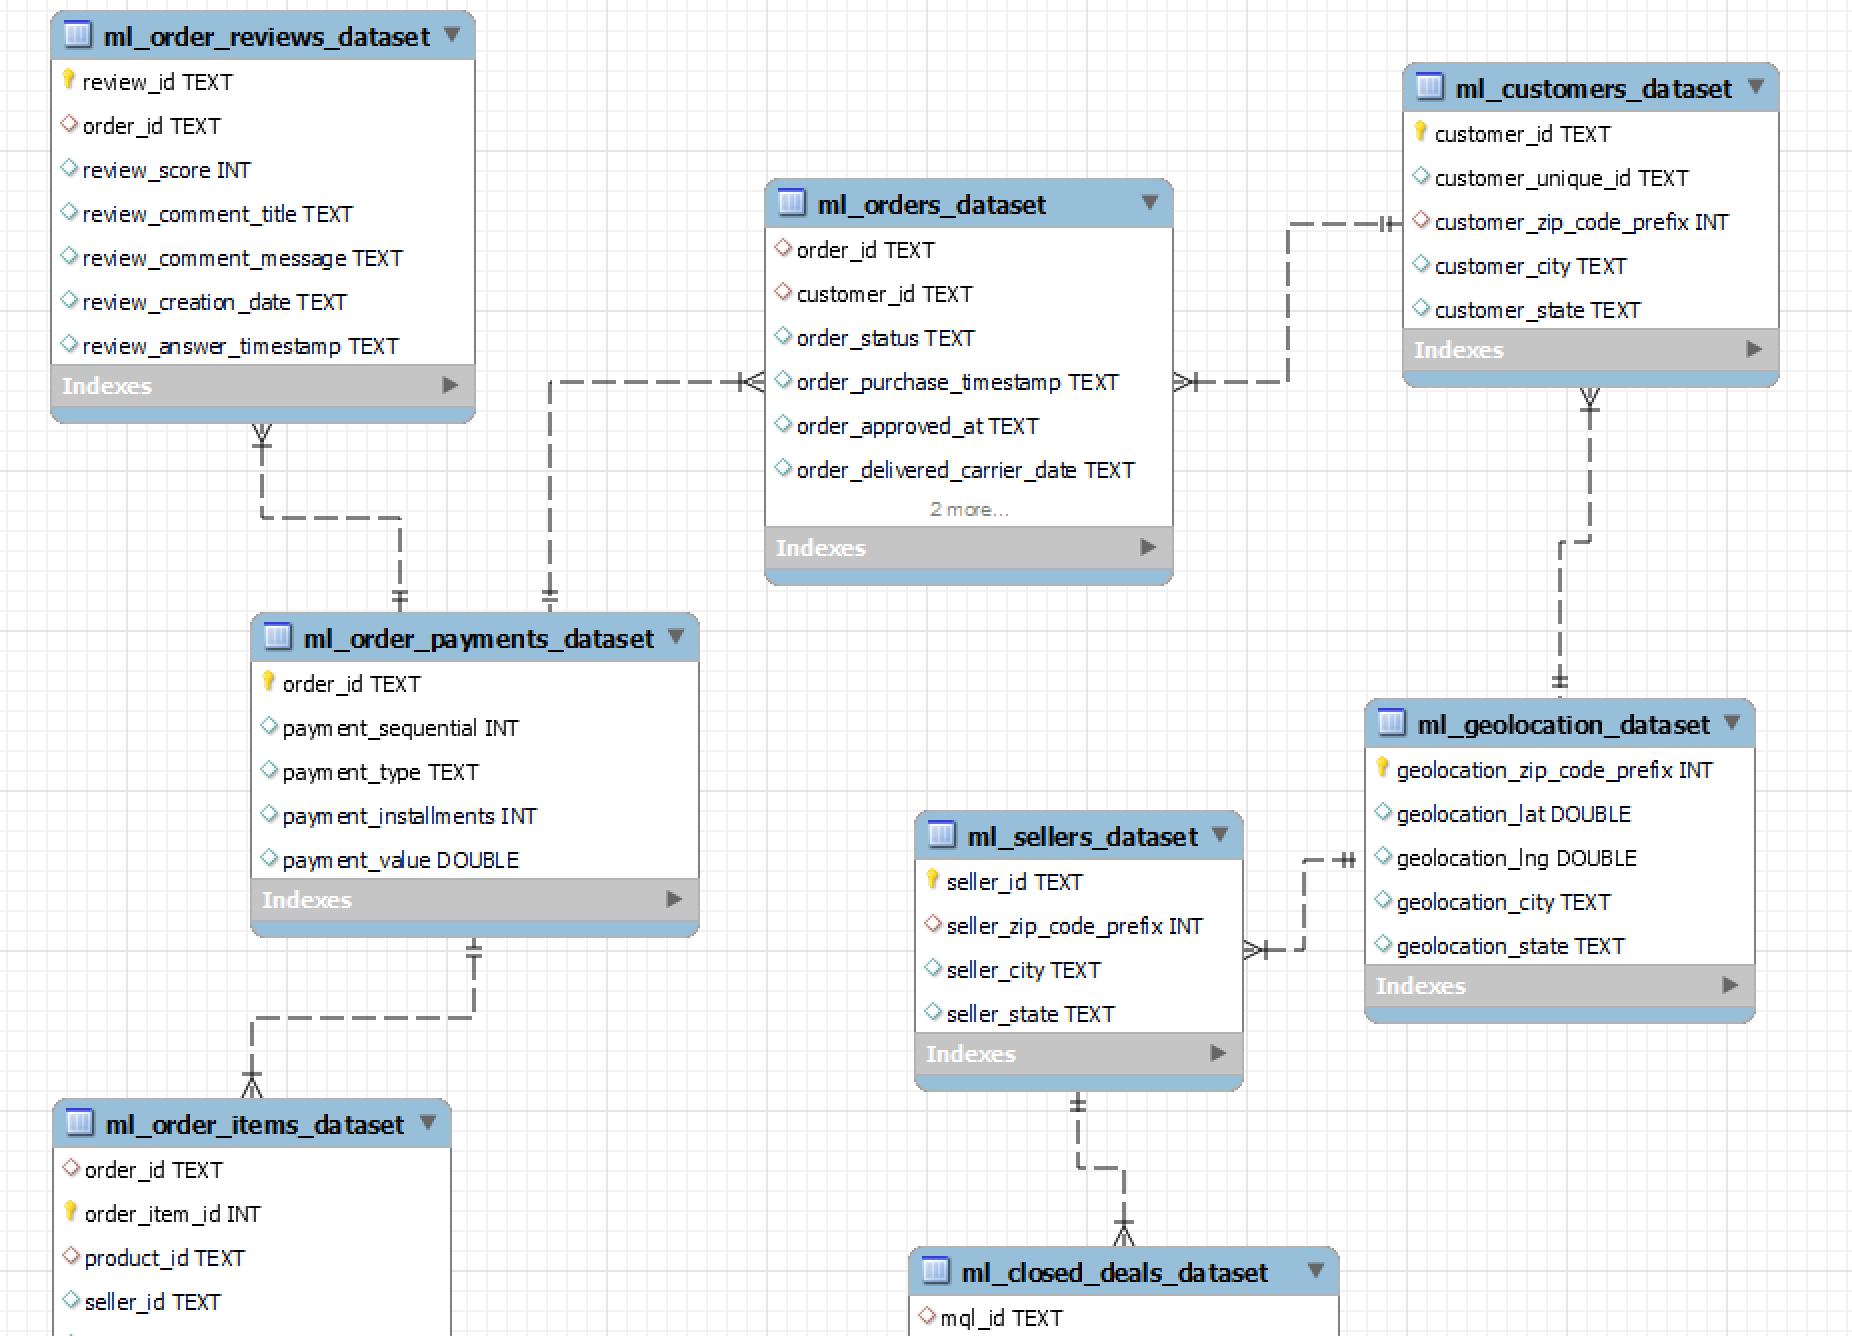 ml_order_reviews_dataset
review_id TEXT
order_id TEXT
review_score INT
review_comment_title TEXT
review_comment_message TEXT
review_creation_date TEXT
review_answer_timestamp TEXT
Indexes
ml_orders_dataset
order_id TEXT
customer_id TEXT
order_status TEXT
order_purchase_timestamp TEXT
order_approved_at TEXT
order_delivered_carrier_date TEXT
2 more...
Indexes
ml_customers_dataset
customer_id TEXT
customer_unique_id TEXT
customer_zip_code_prefix INT
customer_city TEXT
customer_state TEXT
Indexes
ml_order_payments_dataset
order_id TEXT
payment_sequential INT
payment_type TEXT
payment_installments INT
payment_value DOUBLE
Indexes
ml_geolocation_dataset
geolocation_zip_code_prefix INT
geolocation_lat DOUBLE
geolocation_lng DOUBLE
geolocation_city TEXT
geolocation_state TEXT
Indexes
ml_sellers_dataset
seller_id TEXT
seller_zip_code_prefix INT
seller_city TEXT
seller_state TEXT
Indexes
ml_order_items_dataset
order_id TEXT
order_item_id INT
product_id TEXT
seller_id TEXT
ml_closed_deals_dataset
mql_id TEXT